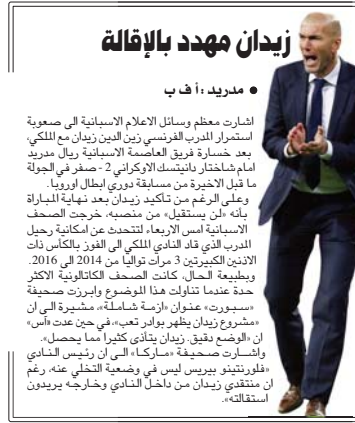 زيدان مهدد بالإقالة
● مدريد : أ ف ب
اشارت معظم وسائل الاعلام الاسبانية الى صعوبة
استمرار المدرب الفرنسي زين الدين زيدان مع الملكي،
بعد خسارة فريق العاصمة الاسبانية ريال مدريد
امام شاختار دانيتسك الاوكراني 2 - صفر في الجولة
ما قبل الاخيرة من مسابقة دوري ابطال اوروبا.
وعلى الرغم من تأكيد زيدان بعد نهاية المباراة
بأنه «لن يستقيل» من منصبه، خرجت الصحف
الاسبانية امس الاربعاء لتتحدث عن امكانية رحيل
المدرب الذي قاد النادي الملكي الى الفوز بالكأس ذات
الاذنين الكبيرتين 3 مرات تواليا من 2014 الى 2016.
وبطبيعة الحال، كانت الصحف الكاتالونية الاكثر
حدة عندما تناولت هذا الموضوع وابرزت صحيفة
«سبورت» عنوان «ازمة شاملة»، مشيرة الى ان
«مشروع زيدان يظهر بوادر تعب»، في حين عدت «آس»
ان «الوضع دقيق. زيدان يتأذى كثيرا مما يحصل».
واشارت صحيفة «ماركا» الى ان رئيس النادي
«فلورنتينو بيريس ليس في وضعية التخلي عنه، رغم
ان منتقدي زيدان من داخل النادي وخارجه يريدون
استقالته».